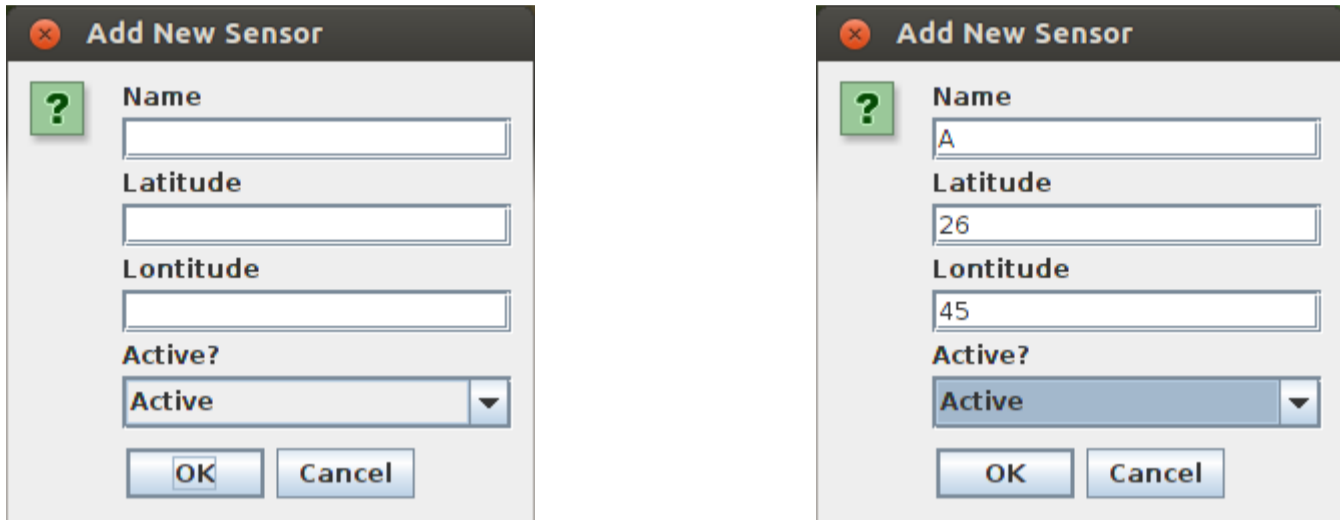 Add New Sensor
?
Name
Latitude
Lontitude
Active?
Active
OK Cancel
Add New Sensor
?
Name
A
Latitude
26
Lontitude
45
Active?
Active
OK Cancel